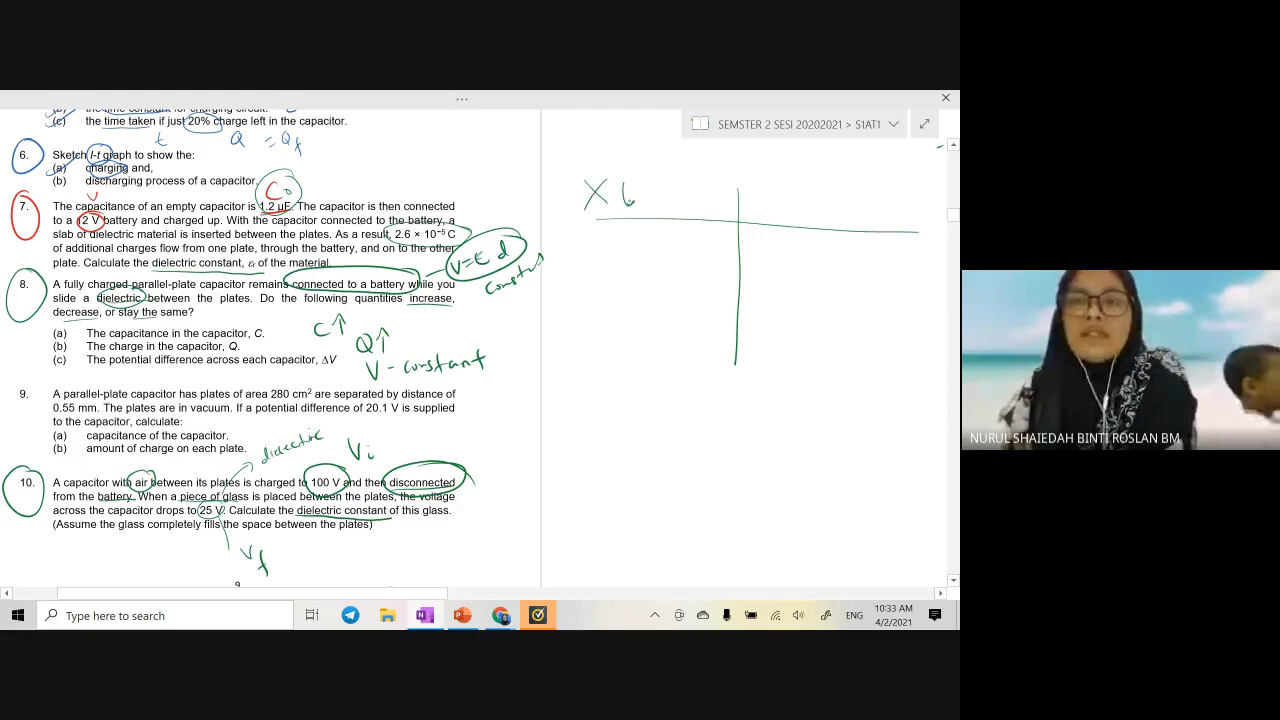 (b) the time constant for charging circuit.
(c) the time taken if just 20% charge left in the capacitor.
t Q = Qf
6. Sketch I-t graph to show the:
(a) charging and,
(b) discharging process of a capacitor.
V C₀
7. The capacitance of an empty capacitor is 1.2 μF. The capacitor is then connected
to a 12 V battery and charged up. With the capacitor connected to the battery, a
slab of dielectric material is inserted between the plates. As a result, 2.6 × 10⁻⁵ C
of additional charges flow from one plate, through the battery, and on to the other
plate. Calculate the dielectric constant, εr of the material.
V=E d
constant
8. A fully charged parallel-plate capacitor remains connected to a battery while you
slide a dielectric between the plates. Do the following quantities increase,
decrease, or stay the same?
(a) The capacitance in the capacitor, C.
(b) The charge in the capacitor, Q.
(c) The potential difference across each capacitor, ΔV
C↑
Q↑
V - constant
9. A parallel-plate capacitor has plates of area 280 cm² are separated by distance of
0.55 mm. The plates are in vacuum. If a potential difference of 20.1 V is supplied
to the capacitor, calculate:
(a) capacitance of the capacitor.
(b) amount of charge on each plate.
dielectric Vi
10. A capacitor with air between its plates is charged to 100 V and then disconnected
from the battery. When a piece of glass is placed between the plates, the voltage
across the capacitor drops to 25 V. Calculate the dielectric constant of this glass.
(Assume the glass completely fills the space between the plates)
Vf
9
SEMSTER 2 SESI 20202021 > S1AT1
X
NURUL SHAIEDAH BINTI ROSLAN BM
Type here to search
ENG
10:33 AM
4/2/2021